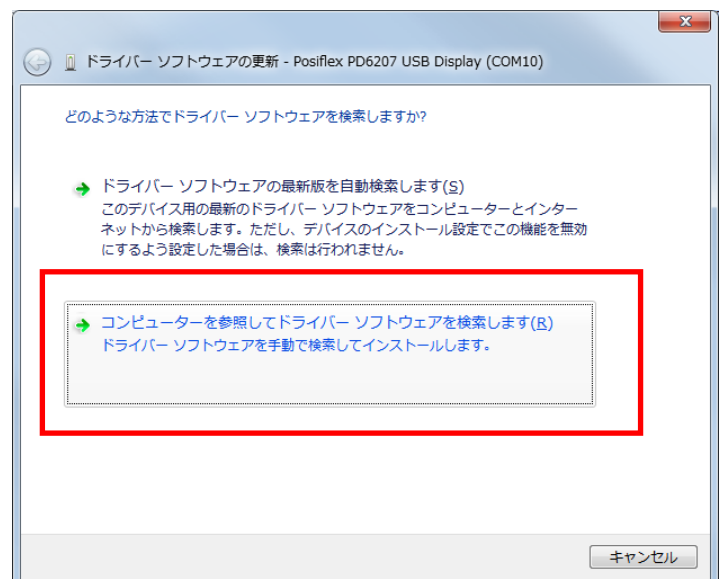 ドライバー ソフトウェアの更新 - Posiflex PD6207 USB Display (COM10)
どのような方法でドライバー ソフトウェアを検索しますか?
ドライバー ソフトウェアの最新版を自動検索します(S)
このデバイス用の最新のドライバー ソフトウェアをコンピューターとインター
ネットから検索します。ただし、デバイスのインストール設定でこの機能を無効
にするよう設定した場合は、検索は行われません。
コンピューターを参照してドライバー ソフトウェアを検索します(R)
ドライバー ソフトウェアを手動で検索してインストールします。
キャンセル